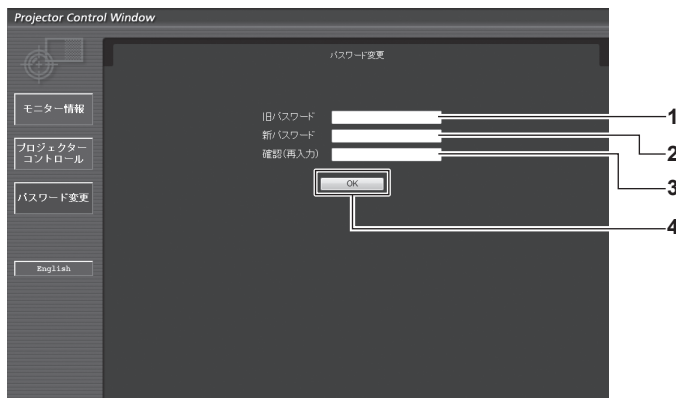 Projector Control Window
パスワード変更
モニター情報
プロジェクター
コントロール
パスワード変更
English
旧パスワード
1
新パスワード
2
確認(再入力)
3
OK
4